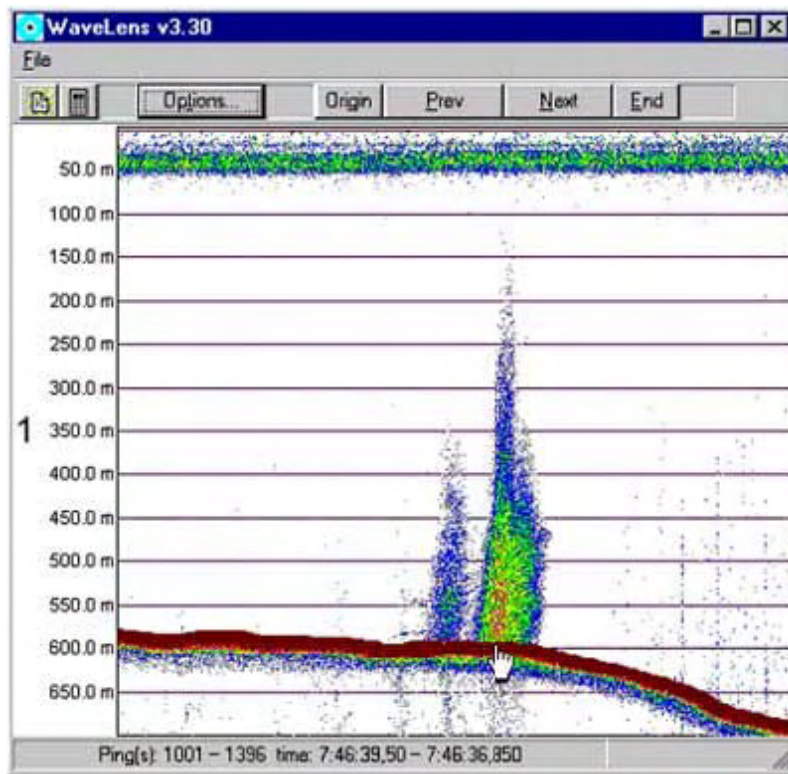 WaveLens v3.30
File
Options... Origin Prev Next End
50.0 m
100.0 m
150.0 m
200.0 m
250.0 m
300.0 m
350.0 m
1
400.0 m
450.0 m
500.0 m
550.0 m
600.0 m
650.0 m
Ping(s): 1001 – 1396 time: 7:46:39,50 – 7:46:36,850